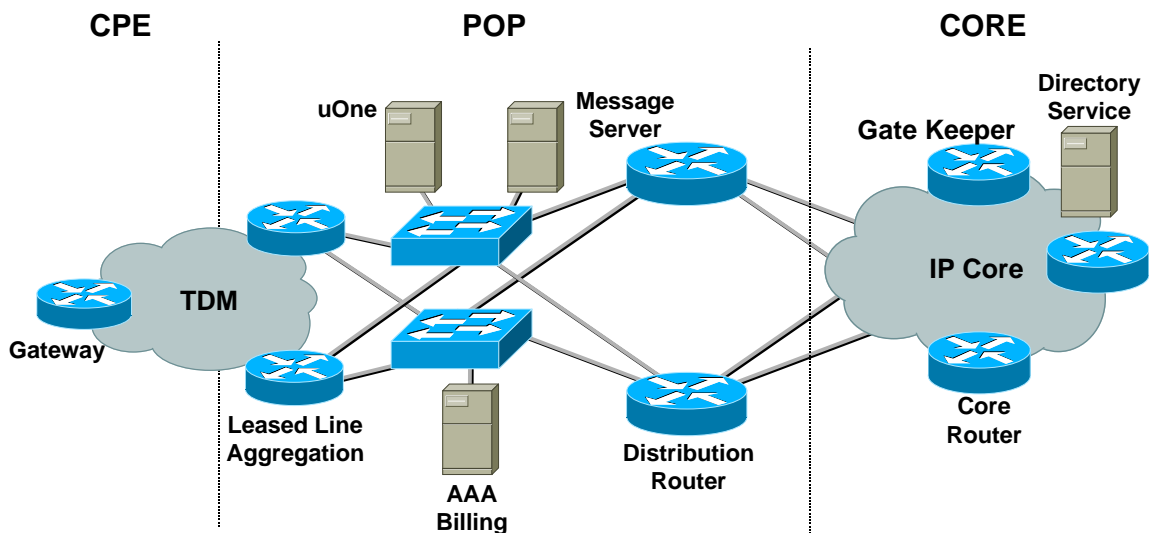 CPE
POP
CORE
uOne
Message
Server
Directory
Service
Gate Keeper
TDM
IP Core
Gateway
Leased Line
Aggregation
AAA
Billing
Distribution
Router
Core
Router